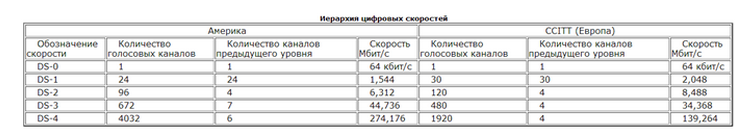 Иерархия цифровых скоростей
Америка CCITT (Европа)
Обозначение скорости Количество голосовых каналов Количество каналов предыдущего уровня Скорость Мбит/с Количество голосовых каналов Количество каналов предыдущего уровня Скорость Мбит/с
DS-0 1 1 64 кбит/с 1 1 64 кбит/с
DS-1 24 24 1,544 30 30 2,048
DS-2 96 4 6,312 120 4 8,488
DS-3 672 7 44,736 480 4 34,368
DS-4 4032 6 274,176 1920 4 139,264